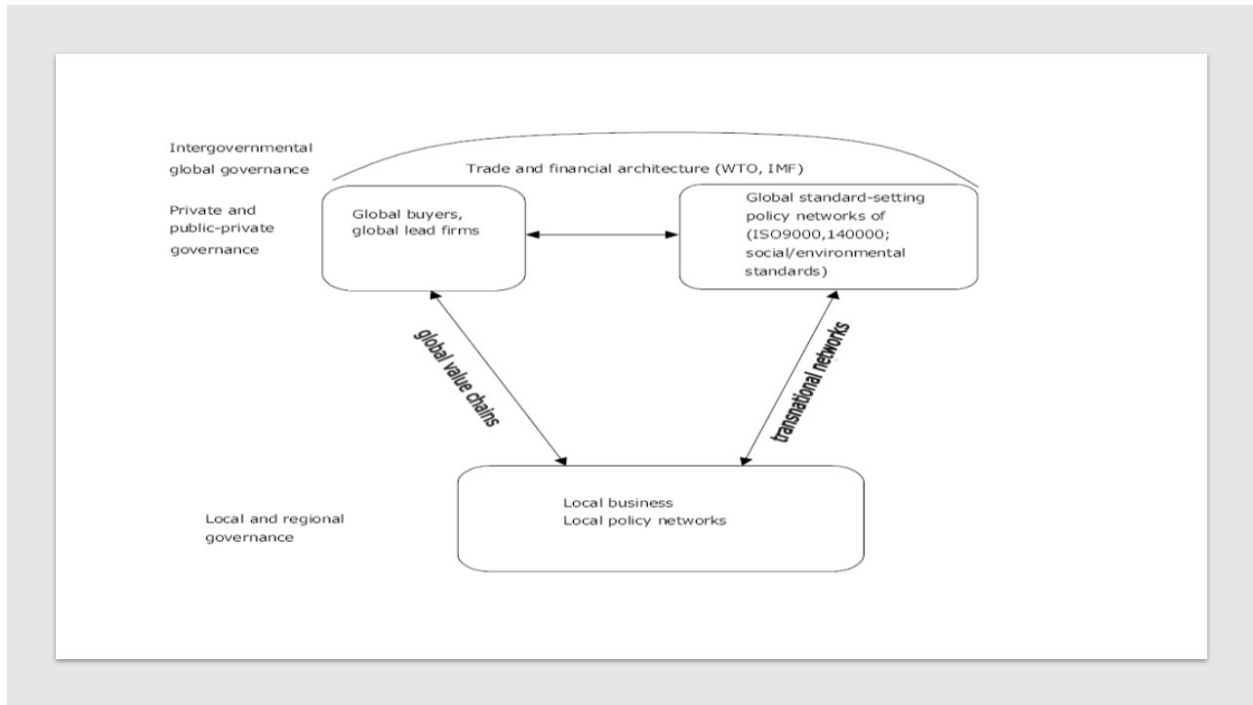 Intergovernmental
global governance
Trade and financial architecture (WTO, IMF)
Private and
public-private
governance
Global buyers,
global lead firms
Global standard-setting
policy networks of
(ISO9000,140000;
social/environmental
standards)
global value chains
transnational networks
Local and regional
governance
Local business
Local policy networks